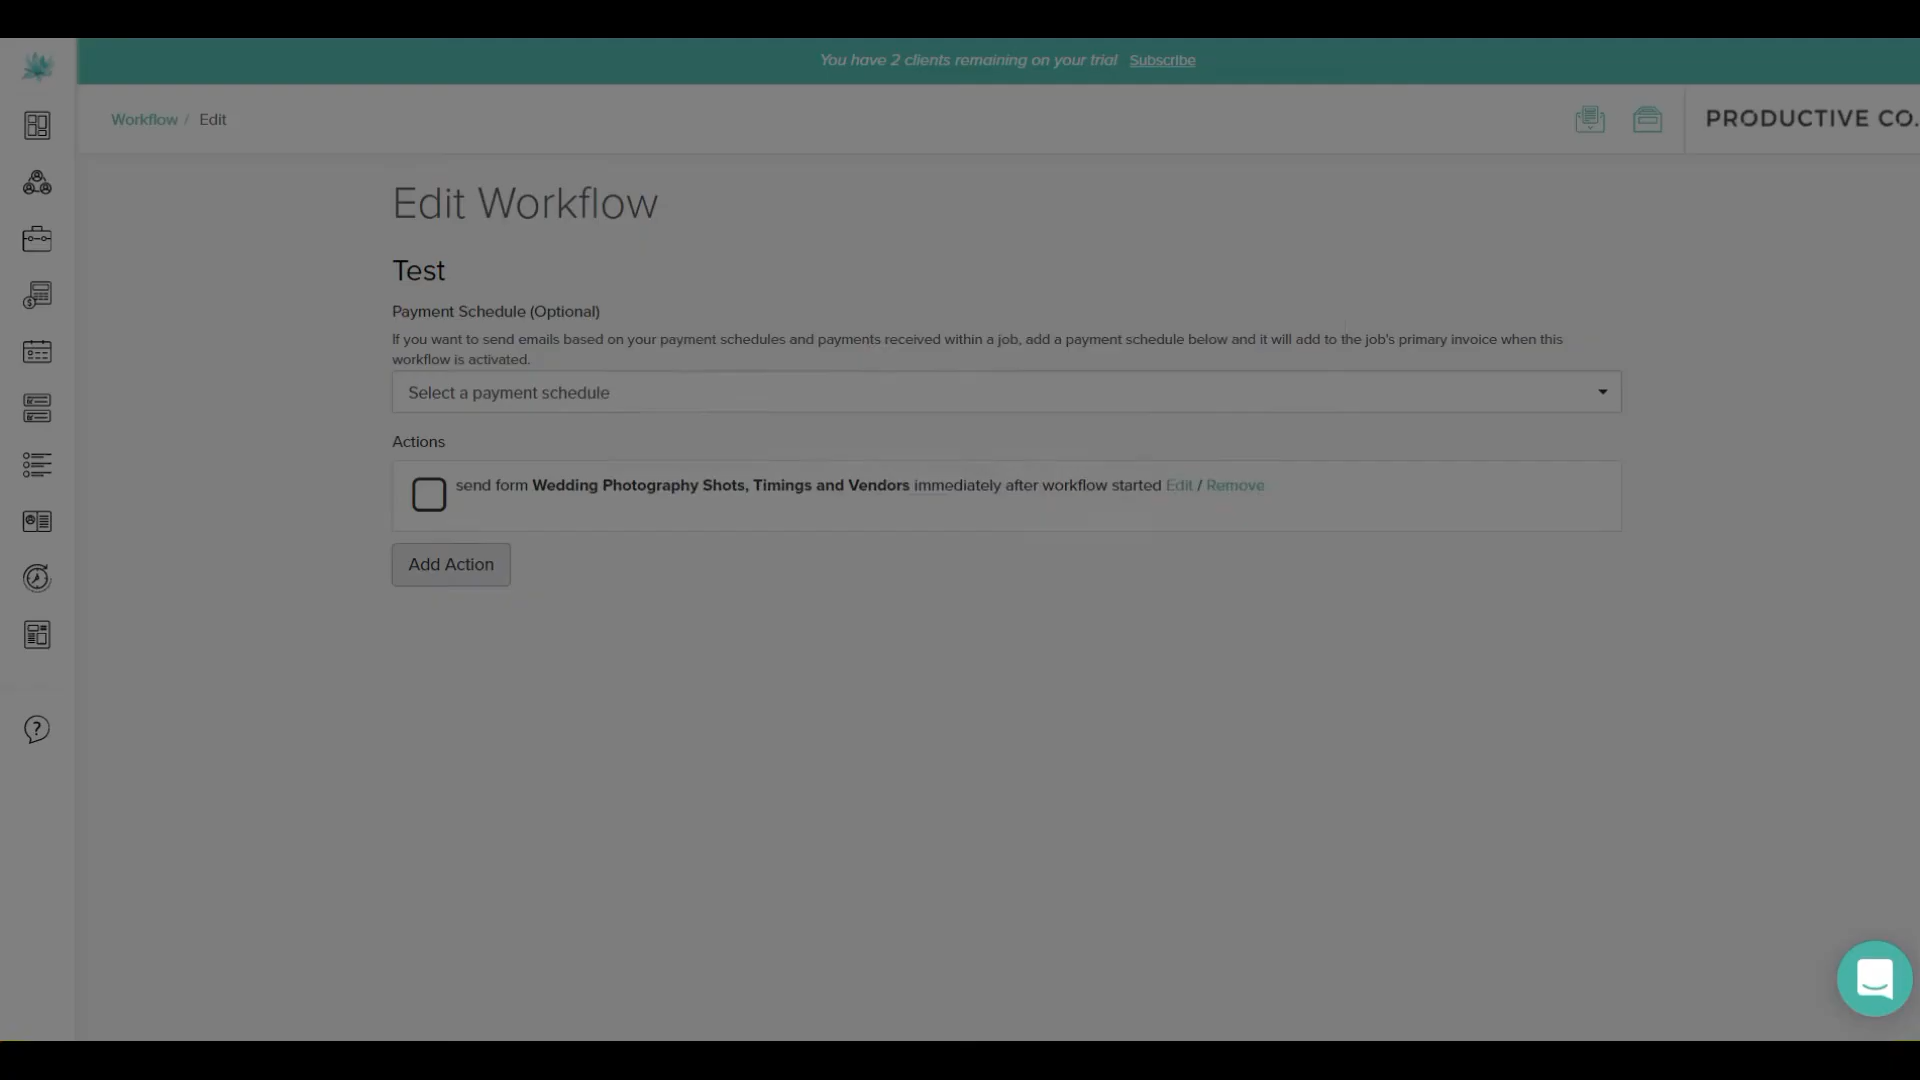 You have 2 clients remaining on your trial Subscribe
Workflow / Edit
PRODUCTIVE CO.
Edit Workflow
Test
Payment Schedule (Optional)
If you want to send emails based on your payment schedules and payments received within a job, add a payment schedule below and it will add to the job's primary invoice when this
workflow is activated.
Select a payment schedule
Actions
send form Wedding Photography Shots, Timings and Vendors immediately after workflow started Edit / Remove
Add Action